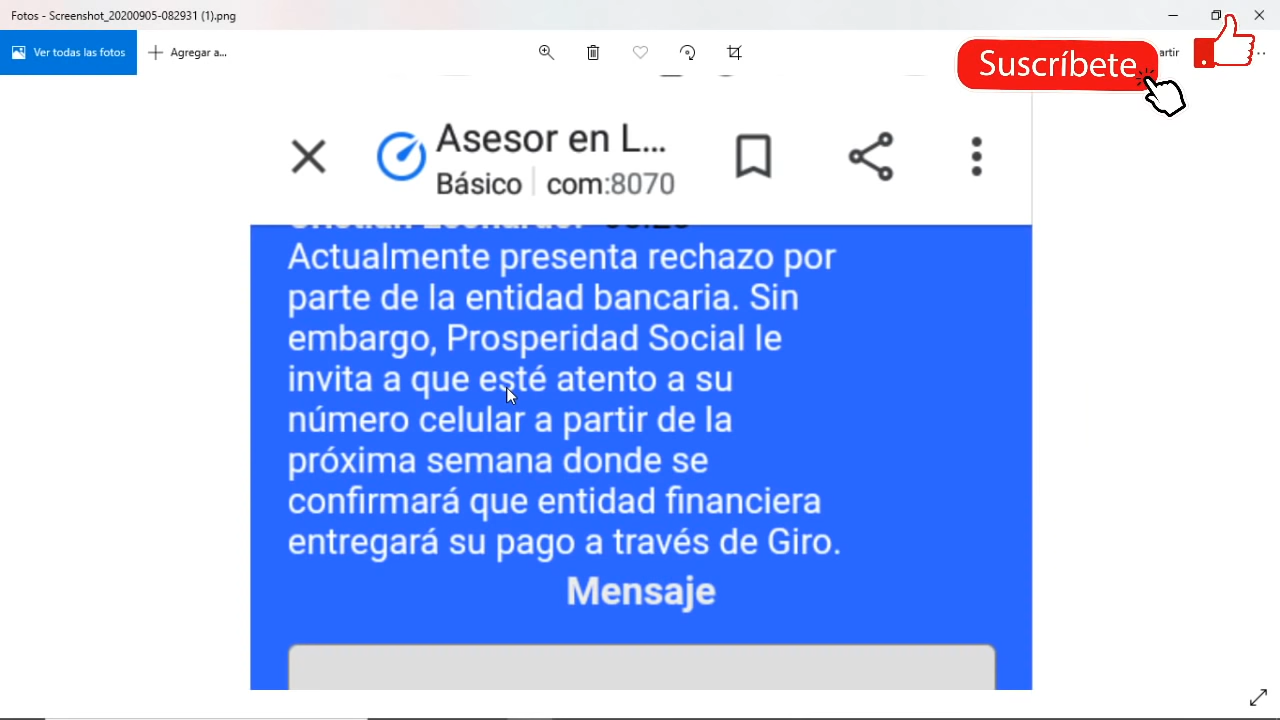 Fotos - Screenshot_20200905-082931 (1).png
Ver todas las fotos
Agregar a...
artir
Suscríbete
Asesor en L...
Básico com:8070
Actualmente presenta rechazo por
parte de la entidad bancaria. Sin
embargo, Prosperidad Social le
invita a que esté atento a su
número celular a partir de la
próxima semana donde se
confirmará que entidad financiera
entregará su pago a través de Giro.
Mensaje